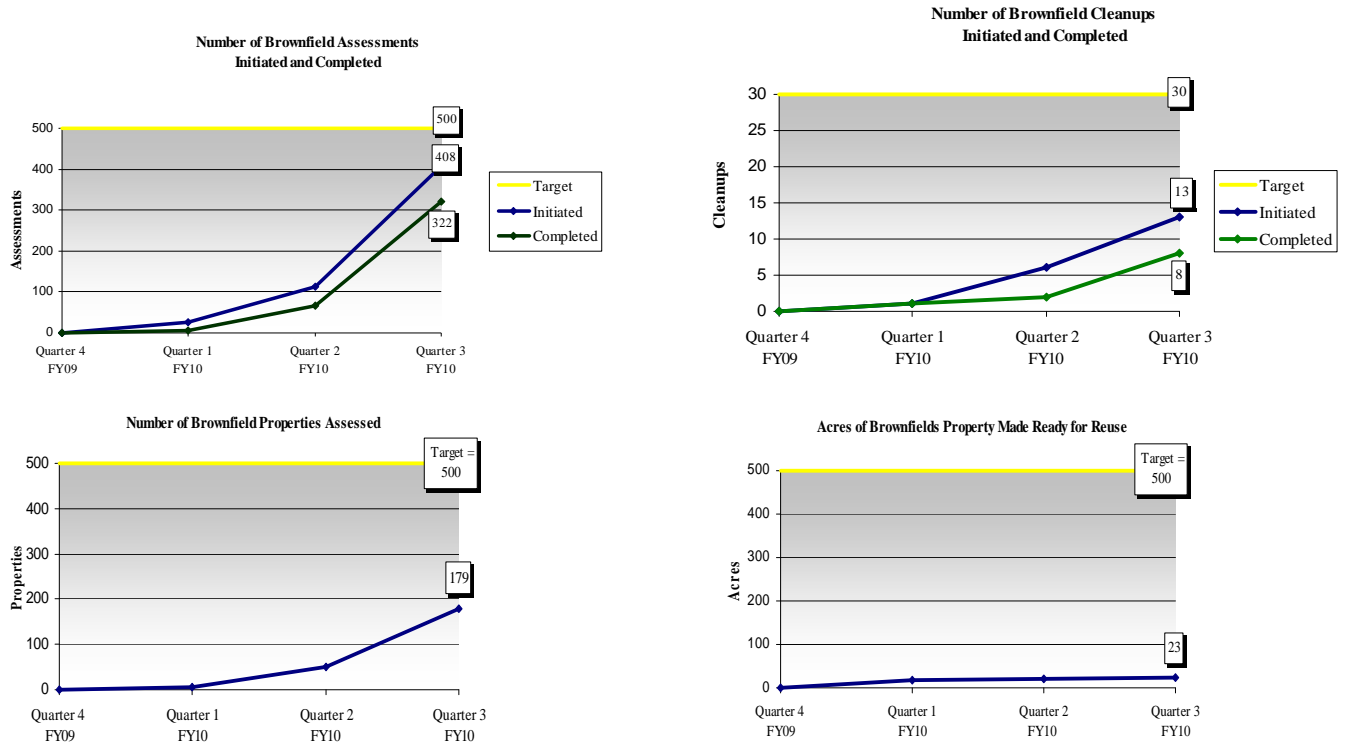 Number of Brownfield Assessments
Initiated and Completed
500
400
300
200
100
0
Assessments
500
408
322
Quarter 4
FY09
Quarter 1
FY10
Quarter 2
FY10
Quarter 3
FY10
Target
Initiated
Completed
Number of Brownfield Cleanups
Initiated and Completed
30
25
20
15
10
5
0
Cleanups
30
13
8
Quarter 4
FY09
Quarter 1
FY10
Quarter 2
FY10
Quarter 3
FY10
Target
Initiated
Completed
Number of Brownfield Properties Assessed
500
400
300
200
100
0
Properties
Target =
500
179
Quarter 4
FY09
Quarter 1
FY10
Quarter 2
FY10
Quarter 3
FY10
Acres of Brownfields Property Made Ready for Reuse
500
400
300
200
100
0
Acres
Target =
500
23
Quarter 4
FY09
Quarter 1
FY10
Quarter 2
FY10
Quarter 3
FY10